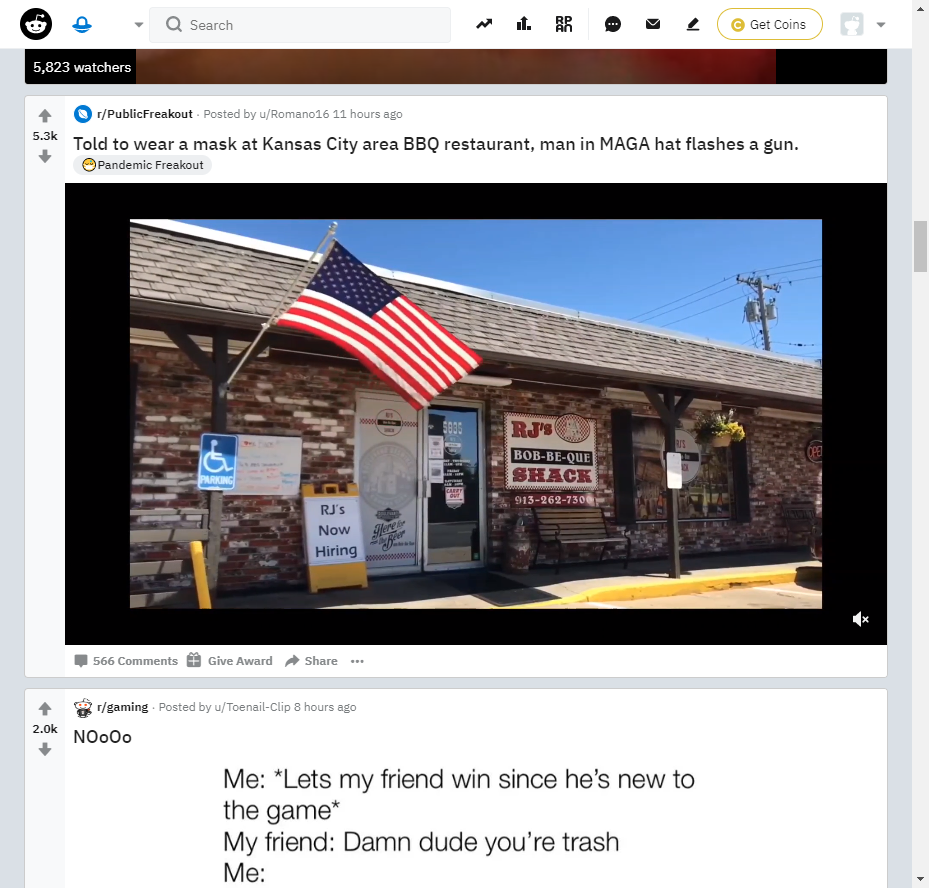 Search
Get Coins
5,823 watchers
r/PublicFreakout · Posted by u/Romano16 11 hours ago
5.3k
Told to wear a mask at Kansas City area BBQ restaurant, man in MAGA hat flashes a gun.
Pandemic Freakout
PARKING
RJ's
Now
Hiring
Here for
the Beer
5835
CARRY
OUT
RJ's
BOB-BE-QUE
SHACK
913-262-7300
RJ'S
OPEN
566 Comments
Give Award
Share
r/gaming · Posted by u/Toenail-Clip 8 hours ago
2.0k
NOoOo
Me: *Lets my friend win since he’s new to
the game*
My friend: Damn dude you’re trash
Me: